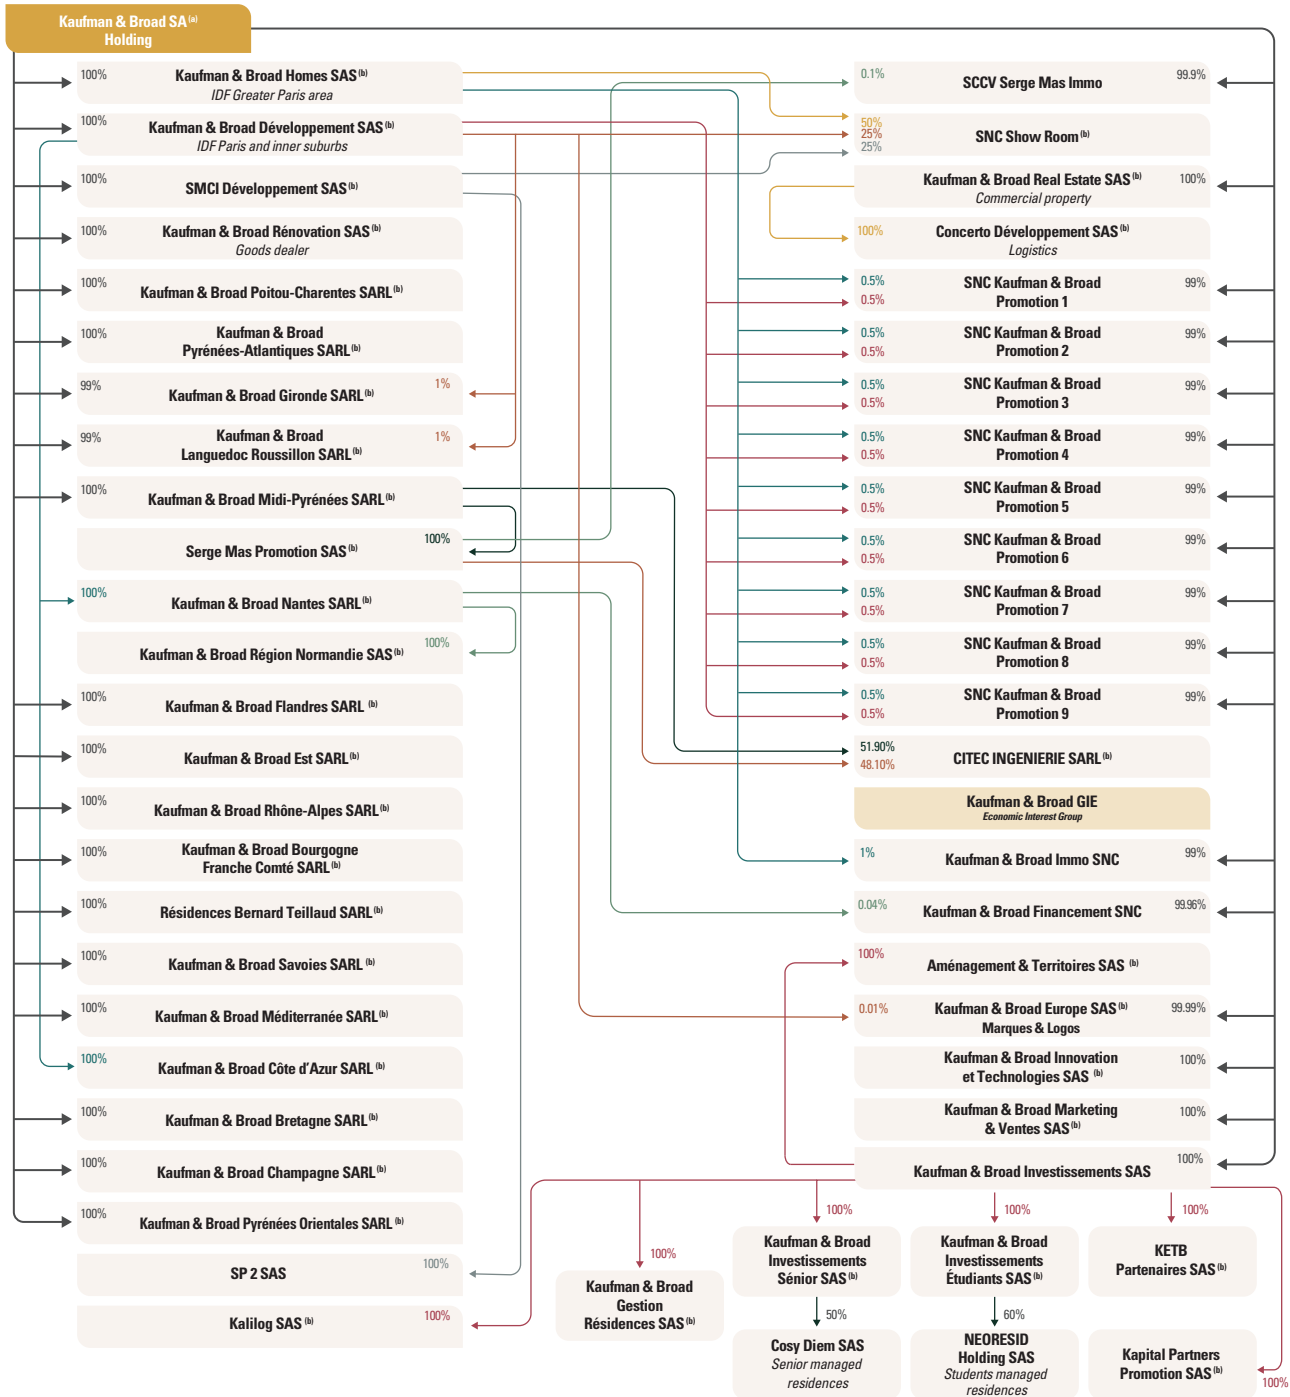 Kaufman & Broad SA(a)
Holding
100%
Kaufman & Broad Homes SAS(b)
IDF Greater Paris area
100%
Kaufman & Broad Développement SAS(b)
IDF Paris and inner suburbs
100%
SMCI Développement SAS(b)
100%
Kaufman & Broad Rénovation SAS(b)
Goods dealer
100%
Kaufman & Broad Poitou-Charentes SARL(b)
100%
Kaufman & Broad
Pyrénées-Atlantiques SARL(b)
99%
Kaufman & Broad Gironde SARL(b)
1%
99%
Kaufman & Broad
Languedoc Roussillon SARL(b)
1%
100%
Kaufman & Broad Midi-Pyrénées SARL(b)
Serge Mas Promotion SAS(b)
100%
100%
Kaufman & Broad Nantes SARL(b)
Kaufman & Broad Région Normandie SAS(b)
100%
100%
Kaufman & Broad Flandres SARL (b)
100%
Kaufman & Broad Est SARL(b)
100%
Kaufman & Broad Rhône-Alpes SARL(b)
100%
Kaufman & Broad Bourgogne
Franche Comté SARL(b)
100%
Résidences Bernard Teillaud SARL(b)
100%
Kaufman & Broad Savoies SARL (b)
100%
Kaufman & Broad Méditerranée SARL(b)
100%
Kaufman & Broad Côte d'Azur SARL (b)
100%
Kaufman & Broad Bretagne SARL(b)
100%
Kaufman & Broad Champagne SARL(b)
100%
Kaufman & Broad Pyrénées Orientales SARL (b)
SP 2 SAS
100%
Kalilog SAS (b)
100%
0.1%
SCCV Serge Mas Immo
99.9%
50%
25%
25%
SNC Show Room(b)
Kaufman & Broad Real Estate SAS(b)
Commercial property
100%
100%
Concerto Développement SAS(b)
Logistics
0.5%
0.5%
SNC Kaufman & Broad
Promotion 1
99%
0.5%
0.5%
SNC Kaufman & Broad
Promotion 2
99%
0.5%
0.5%
SNC Kaufman & Broad
Promotion 3
99%
0.5%
0.5%
SNC Kaufman & Broad
Promotion 4
99%
0.5%
0.5%
SNC Kaufman & Broad
Promotion 5
99%
0.5%
0.5%
SNC Kaufman & Broad
Promotion 6
99%
0.5%
0.5%
SNC Kaufman & Broad
Promotion 7
99%
0.5%
0.5%
SNC Kaufman & Broad
Promotion 8
99%
0.5%
0.5%
SNC Kaufman & Broad
Promotion 9
99%
51.90%
48.10%
CITEC INGENIERIE SARL(b)
Kaufman & Broad GIE
Economic Interest Group
1%
Kaufman & Broad Immo SNC
99%
0.04%
Kaufman & Broad Financement SNC
99.96%
100%
Aménagement & Territoires SAS (b)
0.01%
Kaufman & Broad Europe SAS(b)
Marques & Logos
99.99%
Kaufman & Broad Innovation
et Technologies SAS (b)
100%
Kaufman & Broad Marketing
& Ventes SAS(b)
100%
Kaufman & Broad Investissements SAS
100%
100%
Kaufman & Broad
Gestion
Résidences SAS(b)
100%
Kaufman & Broad
Investissements
Sénior SAS(b)
50%
Cosy Diem SAS
Senior managed
residences
100%
Kaufman & Broad
Investissements
Étudiants SAS(b)
60%
NEORESID
Holding SAS
Students managed
residences
100%
KETB
Partenaires SAS(b)
Kapital Partners
Promotion SAS(b)
100%